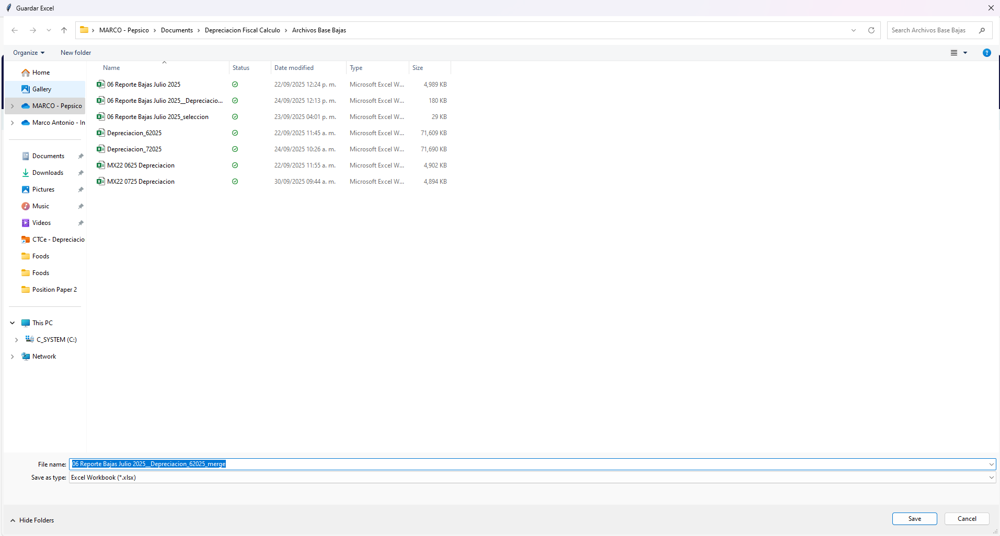 Guardar Excel
MARCO - Pepsico > Documents > Depreciacion Fiscal Calculo > Archivos Base Bajas
Search Archivos Base Bajas
Organize
New folder
Name Status Date modified Type Size
06 Reporte Bajas Julio 2025 22/09/2025 12:24 p. m. Microsoft Excel W... 4,989 KB
06 Reporte Bajas Julio 2025__Depreciacio... 24/09/2025 12:13 p. m. Microsoft Excel W... 180 KB
06 Reporte Bajas Julio 2025_seleccion 23/09/2025 04:01 p. m. Microsoft Excel W... 29 KB
Depreciacion_62025 22/09/2025 11:45 a. m. Microsoft Excel W... 71,609 KB
Depreciacion_72025 24/09/2025 10:26 a. m. Microsoft Excel W... 71,690 KB
MX22 0625 Depreciacion 22/09/2025 11:55 a. m. Microsoft Excel W... 4,902 KB
MX22 0725 Depreciacion 30/09/2025 09:44 a. m. Microsoft Excel W... 4,894 KB
Home
Gallery
MARCO - Pepsico
Marco Antonio - In
Documents
Downloads
Pictures
Music
Videos
CTCe - Depreciacio
Foods
Foods
Position Paper 2
This PC
C_SYSTEM (C:)
Network
File name: 06 Reporte Bajas Julio 2025__Depreciacion_62025_merge
Save as type: Excel Workbook (*.xlsx)
Hide Folders
Save
Cancel